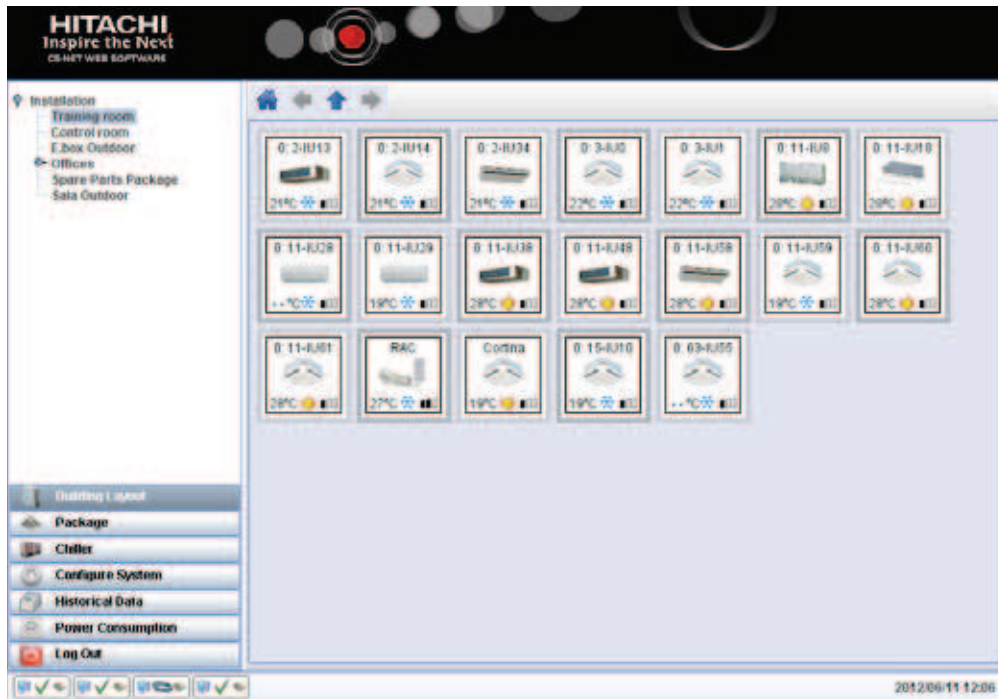 HITACHI
Inspire the Next
CS-NET WEB SOFTWARE
Installation
Training room
Control room
E.box Outdoor
Offices
Spare Parts Package
Sala Outdoor
0: 2-IU13
0: 2-IU14
0: 2-IU34
0: 3-IU0
0: 3-IU1
0: 11-IU9
0: 11-IU18
21ºC
21ºC
21ºC
22ºC
22ºC
28ºC
28ºC
0: 11-IU28
0: 11-IU29
0: 11-IU38
0: 11-IU48
0: 11-IU58
0: 11-IU59
0: 11-IU60
--ºC
19ºC
28ºC
28ºC
28ºC
19ºC
28ºC
0: 11-IU61
RAC
Cortina
0: 15-IU10
0: 63-IU55
28ºC
27ºC
19ºC
19ºC
--ºC
Building Layout
Package
Chiller
Configure System
Historical Data
Power Consumption
Log Out
2012/06/11 12:06